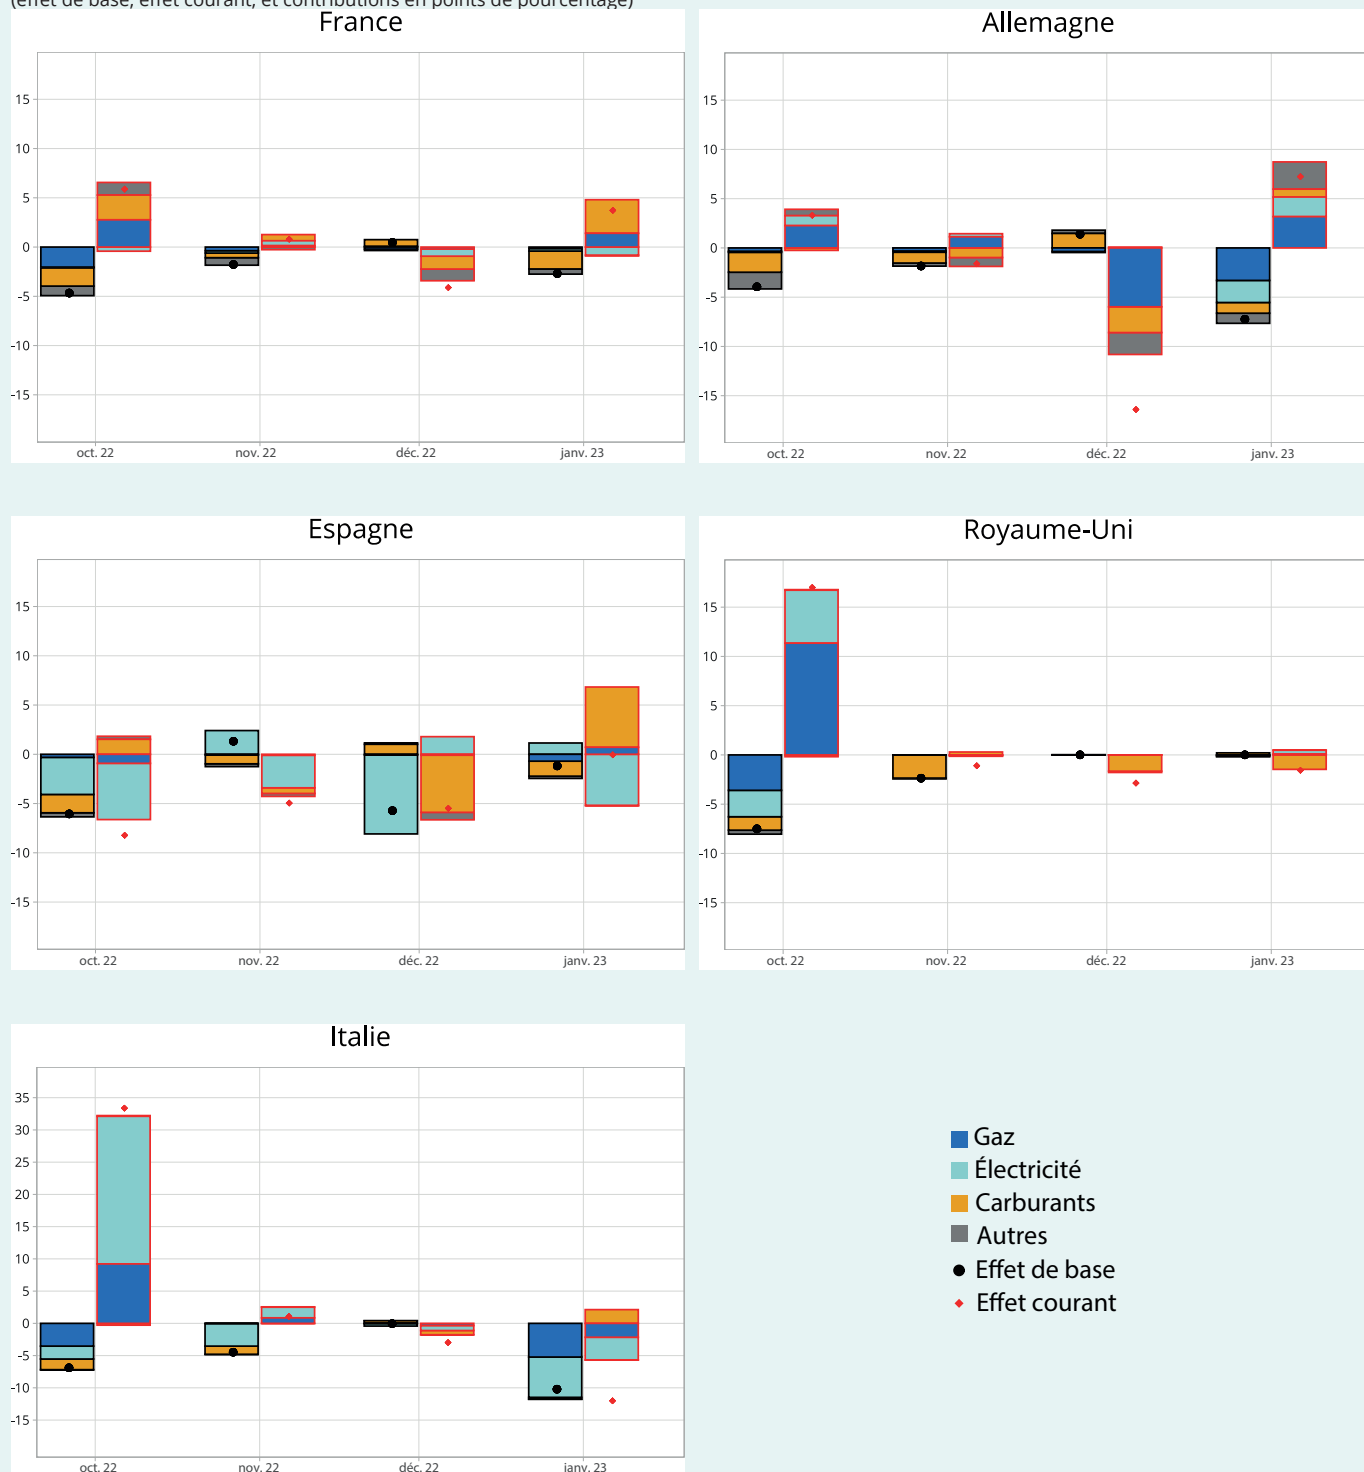 (effet de base, effet courant, et contributions en points de pourcentage)
France
15
10
5
0
-5
-10
-15
oct. 22 nov. 22 déc. 22 janv. 23
Allemagne
15
10
5
0
-5
-10
-15
oct. 22 nov. 22 déc. 22 janv. 23
Espagne
15
10
5
0
-5
-10
-15
oct. 22 nov. 22 déc. 22 janv. 23
Royaume-Uni
15
10
5
0
-5
-10
-15
oct. 22 nov. 22 déc. 22 janv. 23
Italie
35
30
25
20
15
10
5
0
-5
-10
-15
oct. 22 nov. 22 déc. 22 janv. 23
Gaz
Électricité
Carburants
Autres
Effet de base
Effet courant